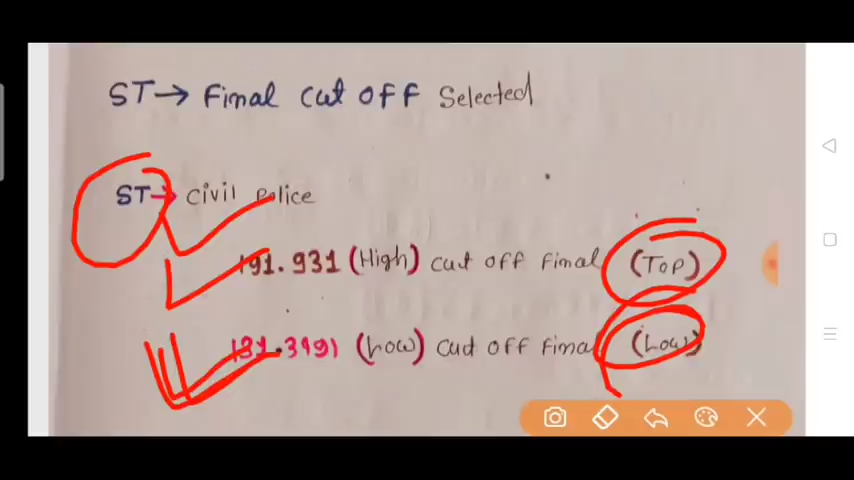 ST→ Final Cut OFF Selected
ST→ Civil Police
191.931 (High) Cut OFF Final (TOP)
(Low) Cut OFF Final (Low)